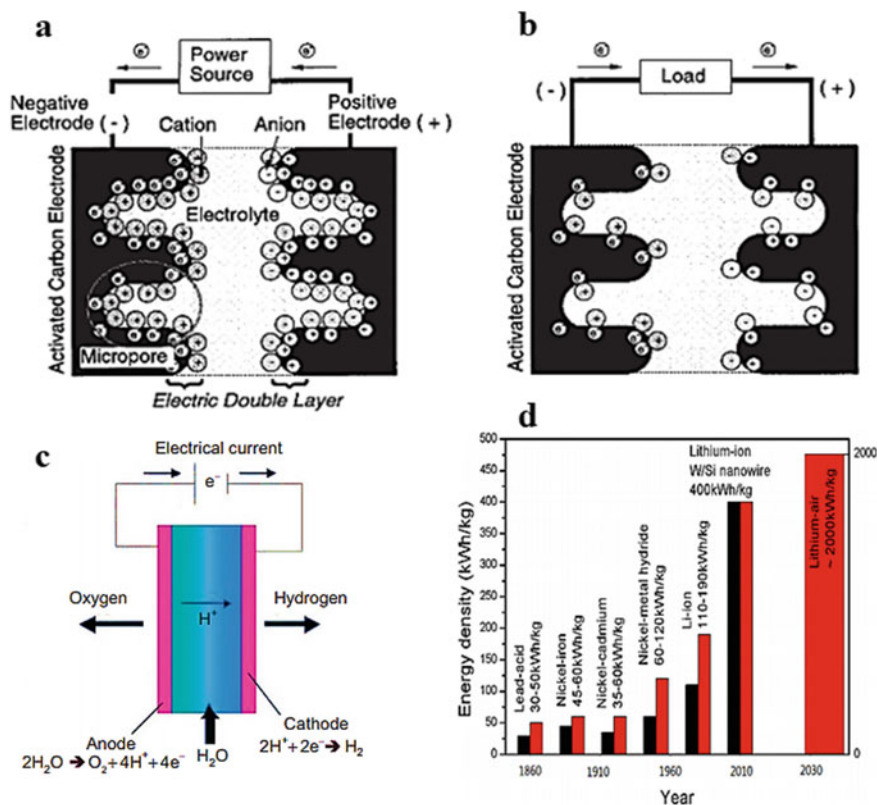 a
e
Power
Source
e
Negative
Electrode (-)
Cation
Anion
Positive
Electrode (+)
Activated Carbon Electrode
Electrolyte
Micropore
Electric Double Layer
b
e
Load
e
(-)
(+)
Activated Carbon Electrode
c
Electrical current
e⁻
Oxygen
Hydrogen
H⁺
Anode
2H₂O → O₂+4H⁺+4e⁻
H₂O
Cathode
2H⁺+2e⁻→ H₂
d
Energy density (kWh/kg)
500
450
400
350
300
250
200
150
100
50
0
Lead-acid
30-50kWh/kg
Nickel-iron
45-60kWh/kg
Nickel-cadmium
35-60kWh/kg
Nickel-metal hydride
60-120kWh/kg
Li-ion
110-190kWh/kg
Lithium-ion
W/Si nanowire
400kWh/kg
Lithium-air
~ 2000kWh/kg
2000
0
1860
1910
1960
2010
2030
Year